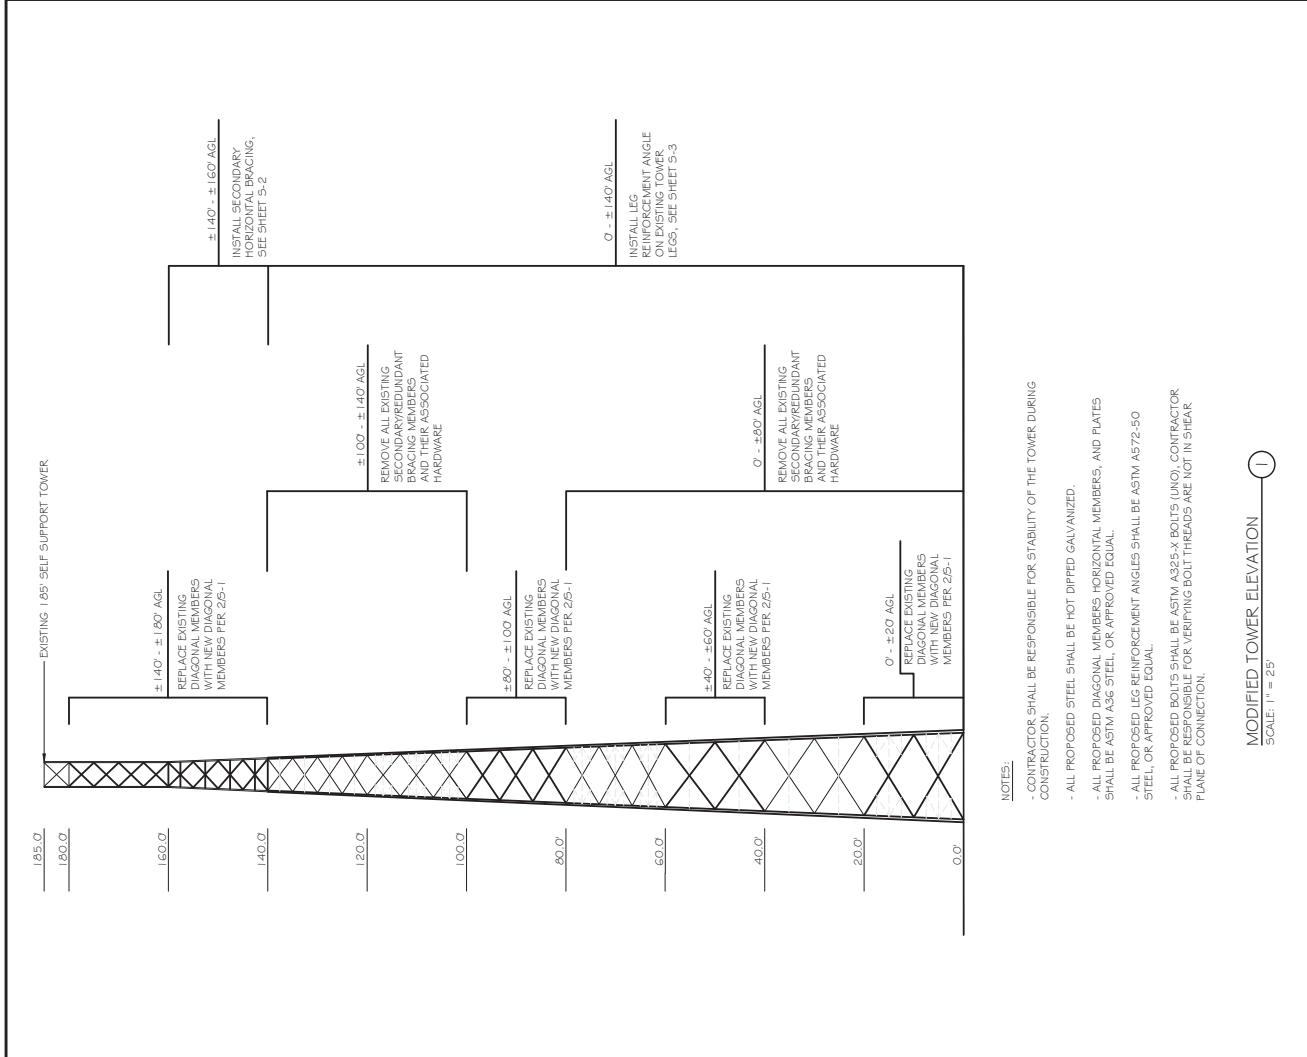 EXISTING 185' SELF SUPPORT TOWER
185.0'
180.0'
160.0'
140.0'
120.0'
100.0'
80.0'
60.0'
40.0'
20.0'
0.0'
±140' - ±180' AGL
REPLACE EXISTING
DIAGONAL MEMBERS
WITH NEW DIAGONAL
MEMBERS PER 2/S-1
±80' - ±100' AGL
REPLACE EXISTING
DIAGONAL MEMBERS
WITH NEW DIAGONAL
MEMBERS PER 2/S-1
±40' - ±60' AGL
REPLACE EXISTING
DIAGONAL MEMBERS
WITH NEW DIAGONAL
MEMBERS PER 2/S-1
0' - ±20' AGL
REPLACE EXISTING
DIAGONAL MEMBERS
WITH NEW DIAGONAL
MEMBERS PER 2/S-1
±100' - ±140' AGL
REMOVE ALL EXISTING
SECONDARY/REDUNDANT
BRACING MEMBERS
AND THEIR ASSOCIATED
HARDWARE
0' - ±80' AGL
REMOVE ALL EXISTING
SECONDARY/REDUNDANT
BRACING MEMBERS
AND THEIR ASSOCIATED
HARDWARE
±140' - ±160' AGL
INSTALL SECONDARY
HORIZONTAL BRACING,
SEE SHEET S-2
0' - ±140' AGL
INSTALL LEG
REINFORCEMENT ANGLE
ON EXISTING TOWER
LEGS, SEE SHEET S-3
NOTES:
- CONTRACTOR SHALL BE RESPONSIBLE FOR STABILITY OF THE TOWER DURING
CONSTRUCTION.
- ALL PROPOSED STEEL SHALL BE HOT DIPPED GALVANIZED.
- ALL PROPOSED DIAGONAL MEMBERS HORIZONTAL MEMBERS, AND PLATES
SHALL BE ASTM A36 STEEL, OR APPROVED EQUAL.
- ALL PROPOSED LEG REINFORCEMENT ANGLES SHALL BE ASTM A572-50
STEEL, OR APPROVED EQUAL.
- ALL PROPOSED BOLTS SHALL BE ASTM A325-X BOLTS (UNO), CONTRACTOR
SHALL BE RESPONSIBLE FOR VERIFYING BOLT THREADS ARE NOT IN SHEAR
PLANE OF CONNECTION.
MODIFIED TOWER ELEVATION 1
SCALE: 1" = 25'